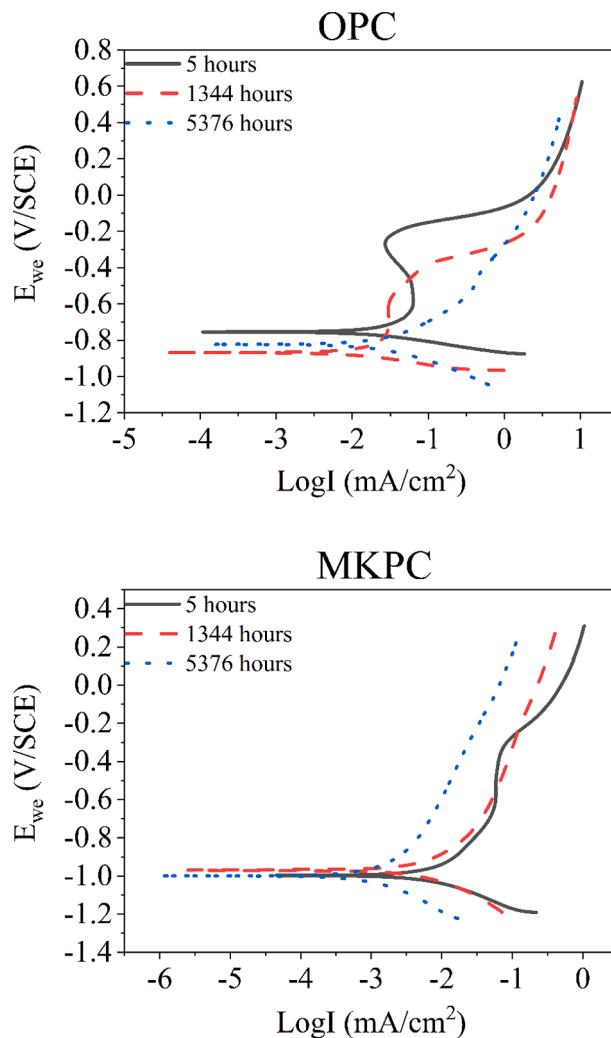 OPC
5 hours
1344 hours
5376 hours
0.8
0.6
0.4
0.2
0.0
-0.2
-0.4
-0.6
-0.8
-1.0
-1.2
E_we (V/SCE)
-5 -4 -3 -2 -1 0 1
LogI (mA/cm²)
MKPC
5 hours
1344 hours
5376 hours
0.4
0.2
0.0
-0.2
-0.4
-0.6
-0.8
-1.0
-1.2
-1.4
E_we (V/SCE)
-6 -5 -4 -3 -2 -1 0
LogI (mA/cm²)